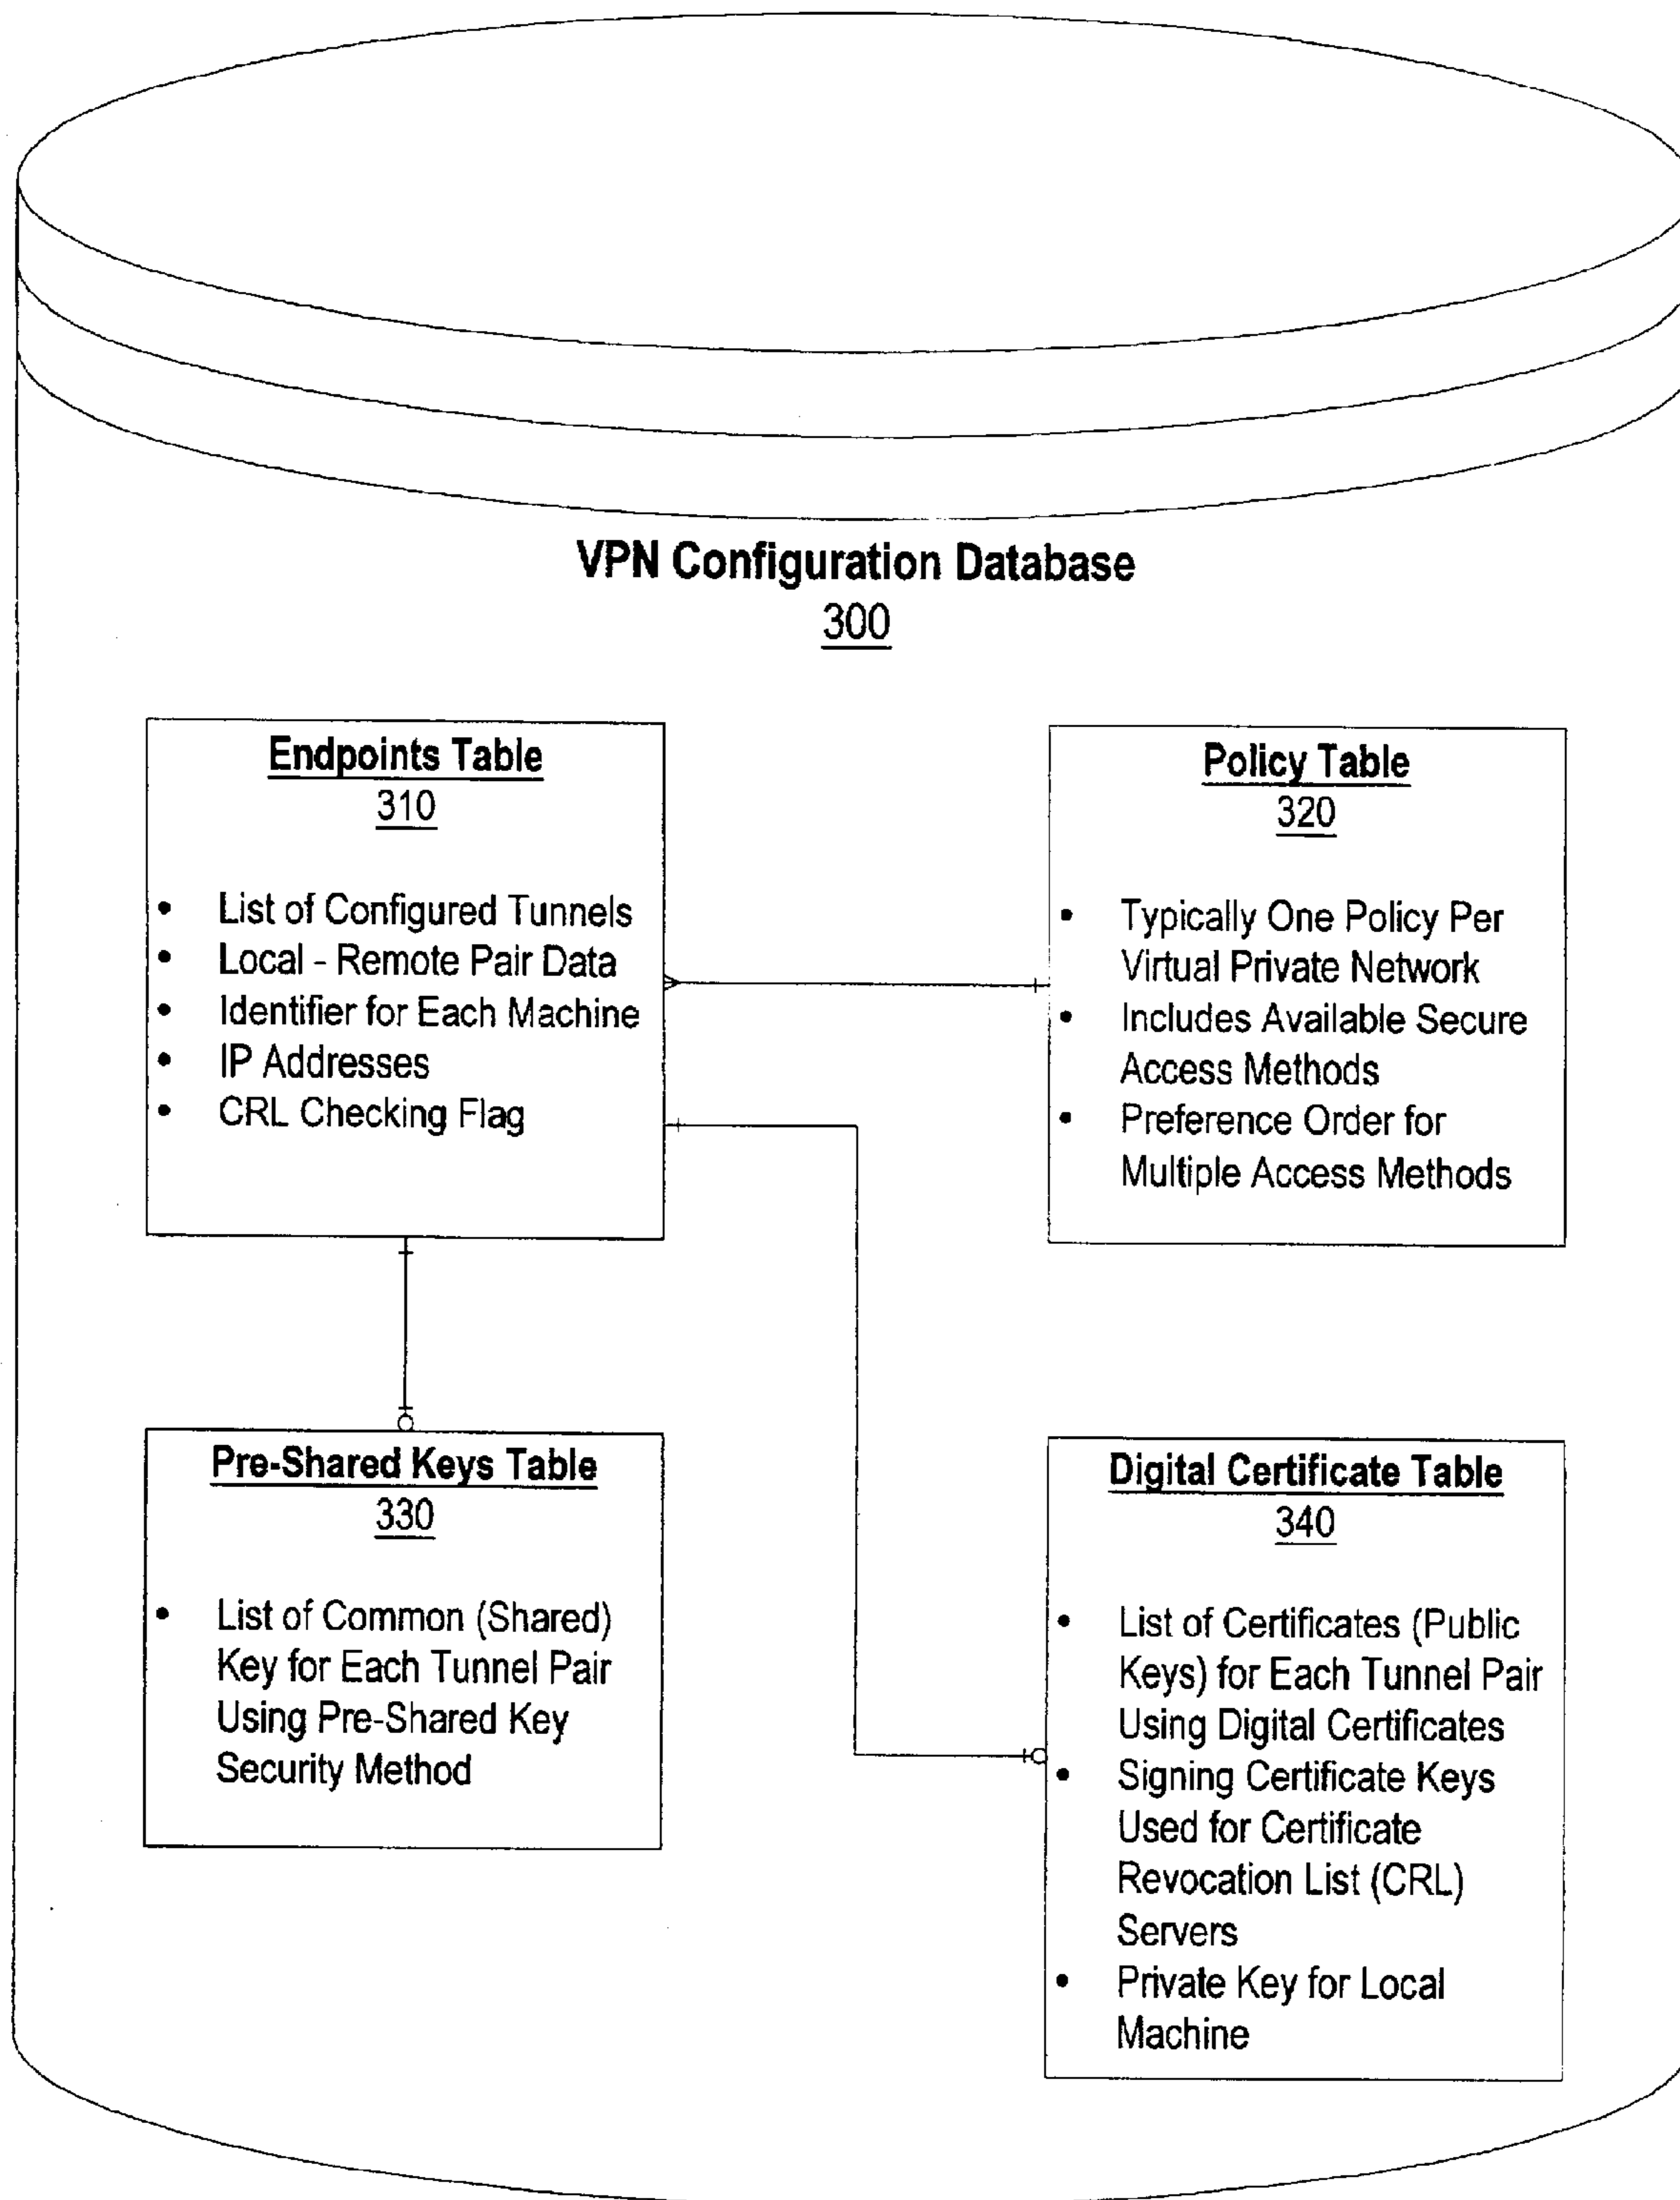 VPN Configuration Database
300
Endpoints Table
310
• List of Configured Tunnels
• Local - Remote Pair Data
• Identifier for Each Machine
• IP Addresses
• CRL Checking Flag
Policy Table
320
• Typically One Policy Per
Virtual Private Network
• Includes Available Secure
Access Methods
• Preference Order for
Multiple Access Methods
Pre-Shared Keys Table
330
• List of Common (Shared)
Key for Each Tunnel Pair
Using Pre-Shared Key
Security Method
Digital Certificate Table
340
• List of Certificates (Public
Keys) for Each Tunnel Pair
Using Digital Certificates
• Signing Certificate Keys
Used for Certificate
Revocation List (CRL)
Servers
• Private Key for Local
Machine